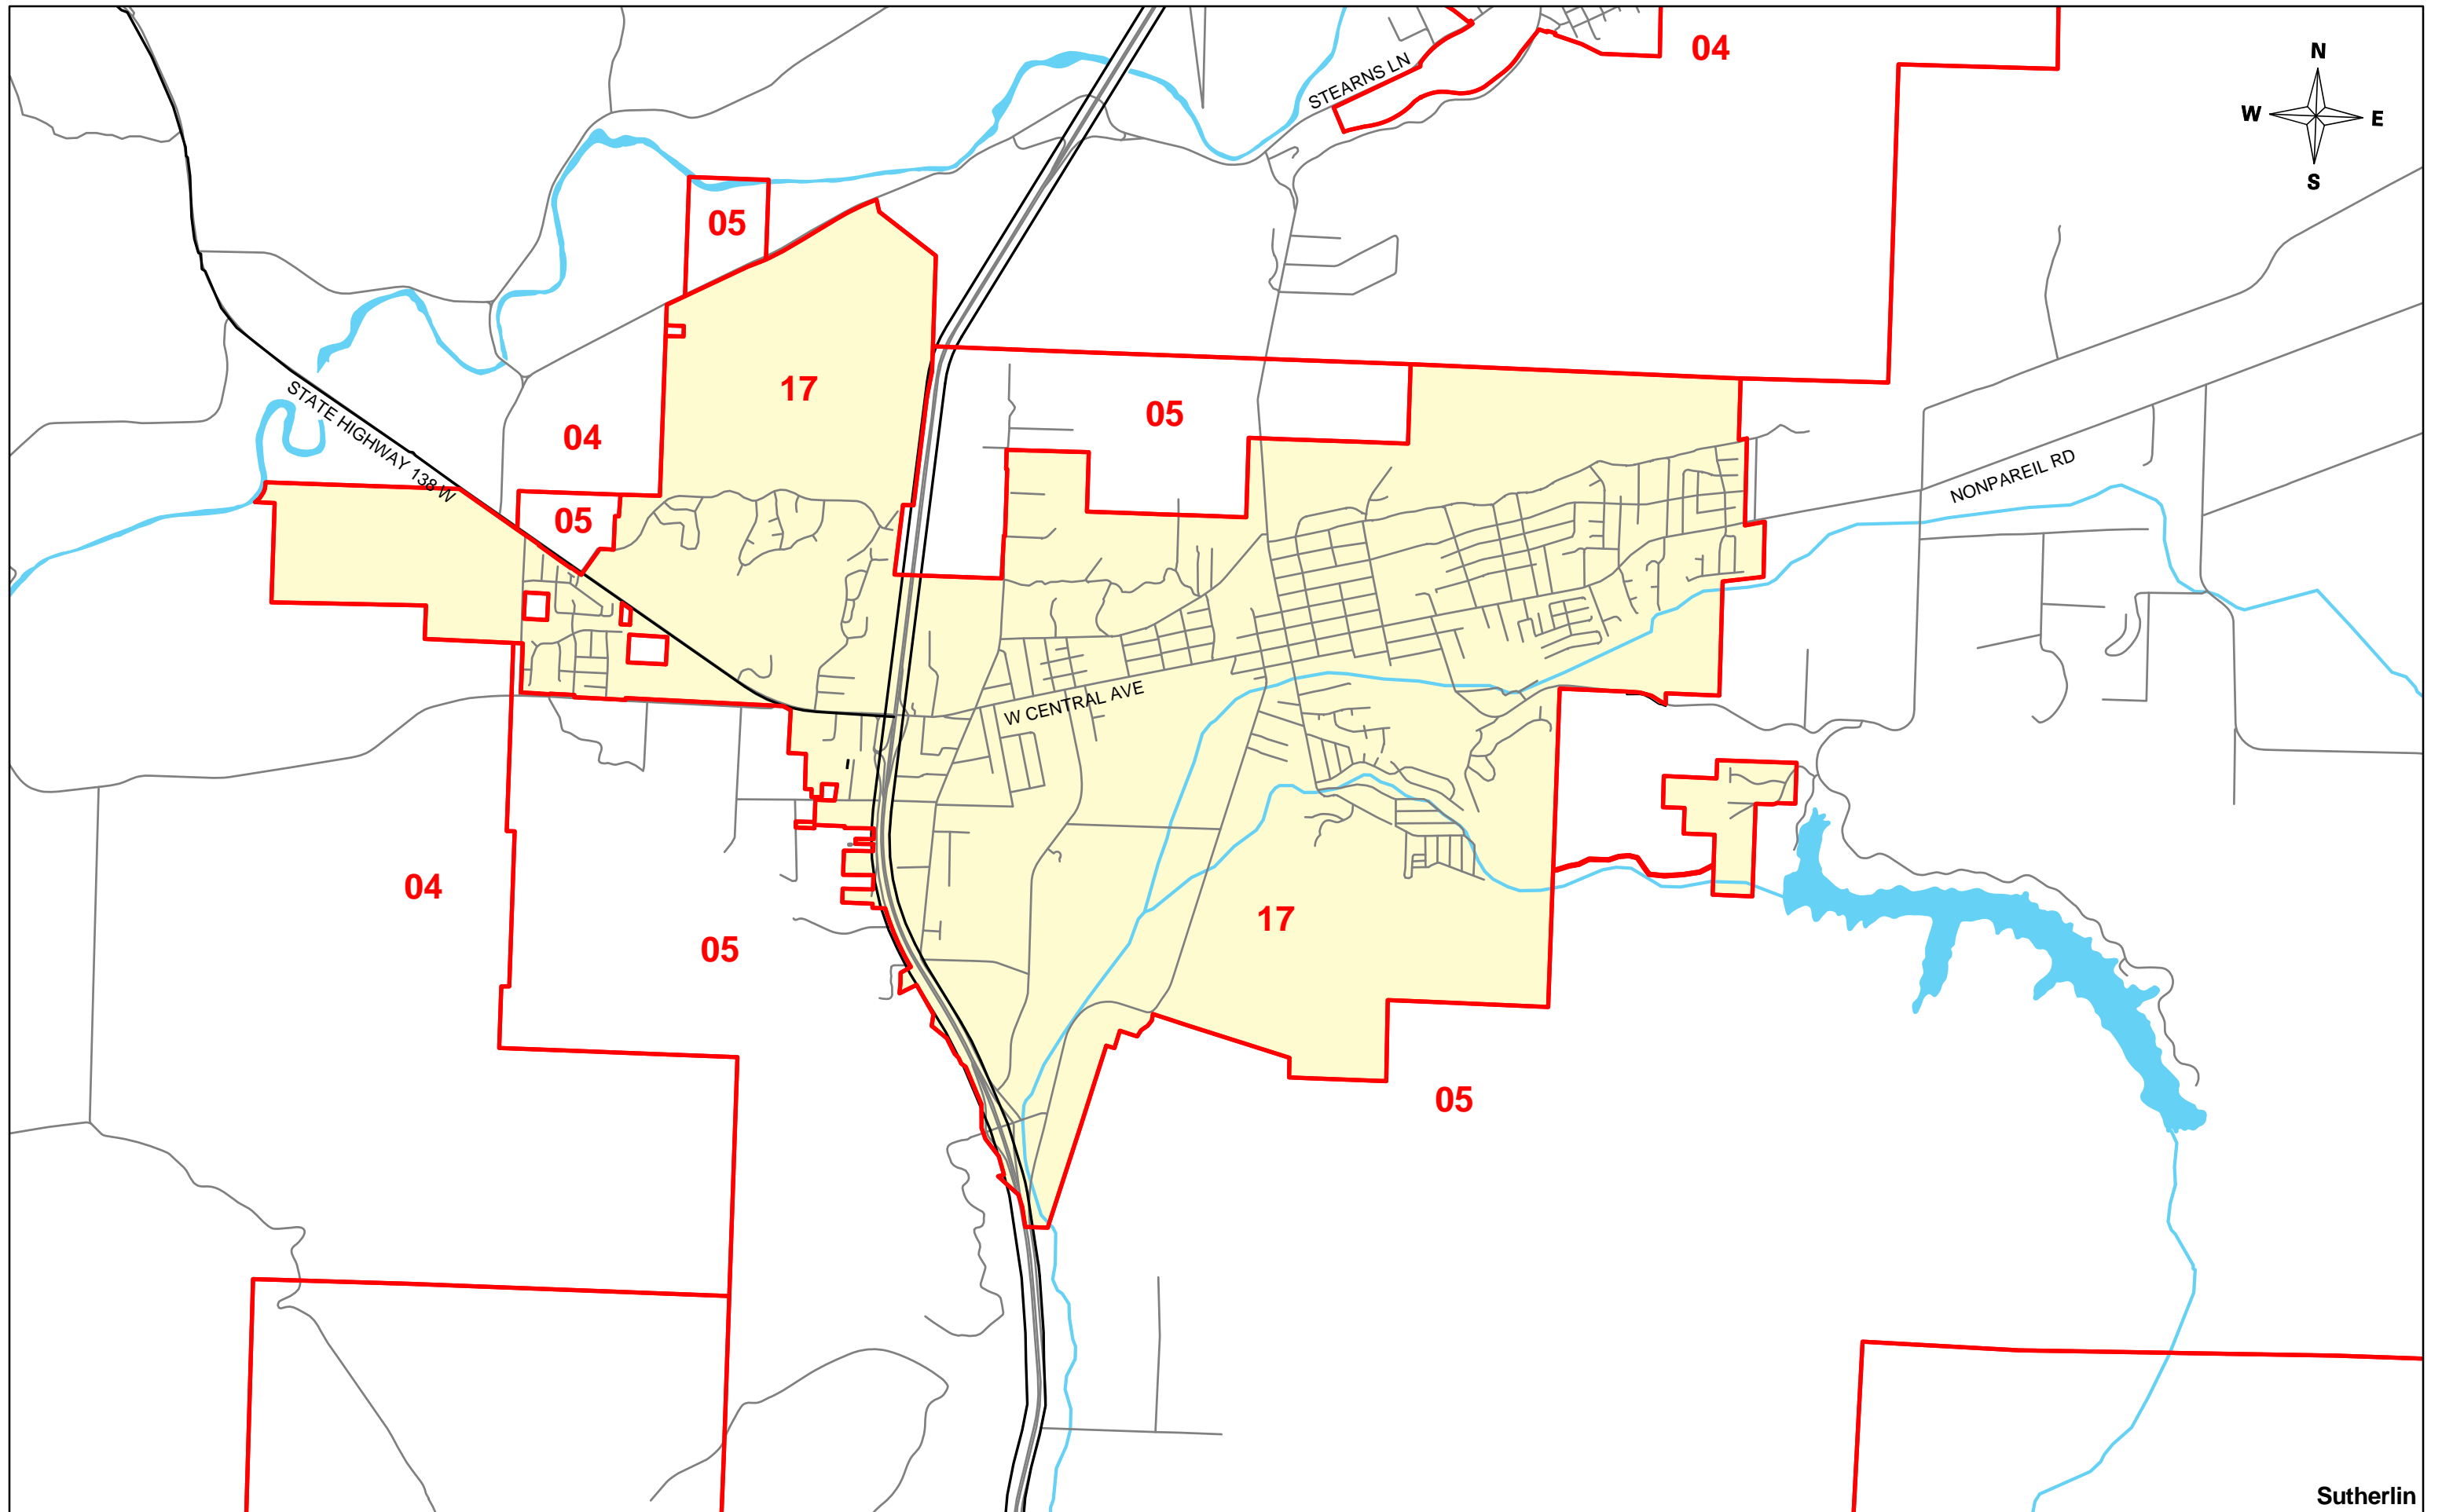 04
N
STEARNS LN
W
E
S
05
17
05
STATE HIGHWAY 138 W
04
NONPAREIL RD
05
W CENTRAL AVE
04
17
05
05
Sutherlin